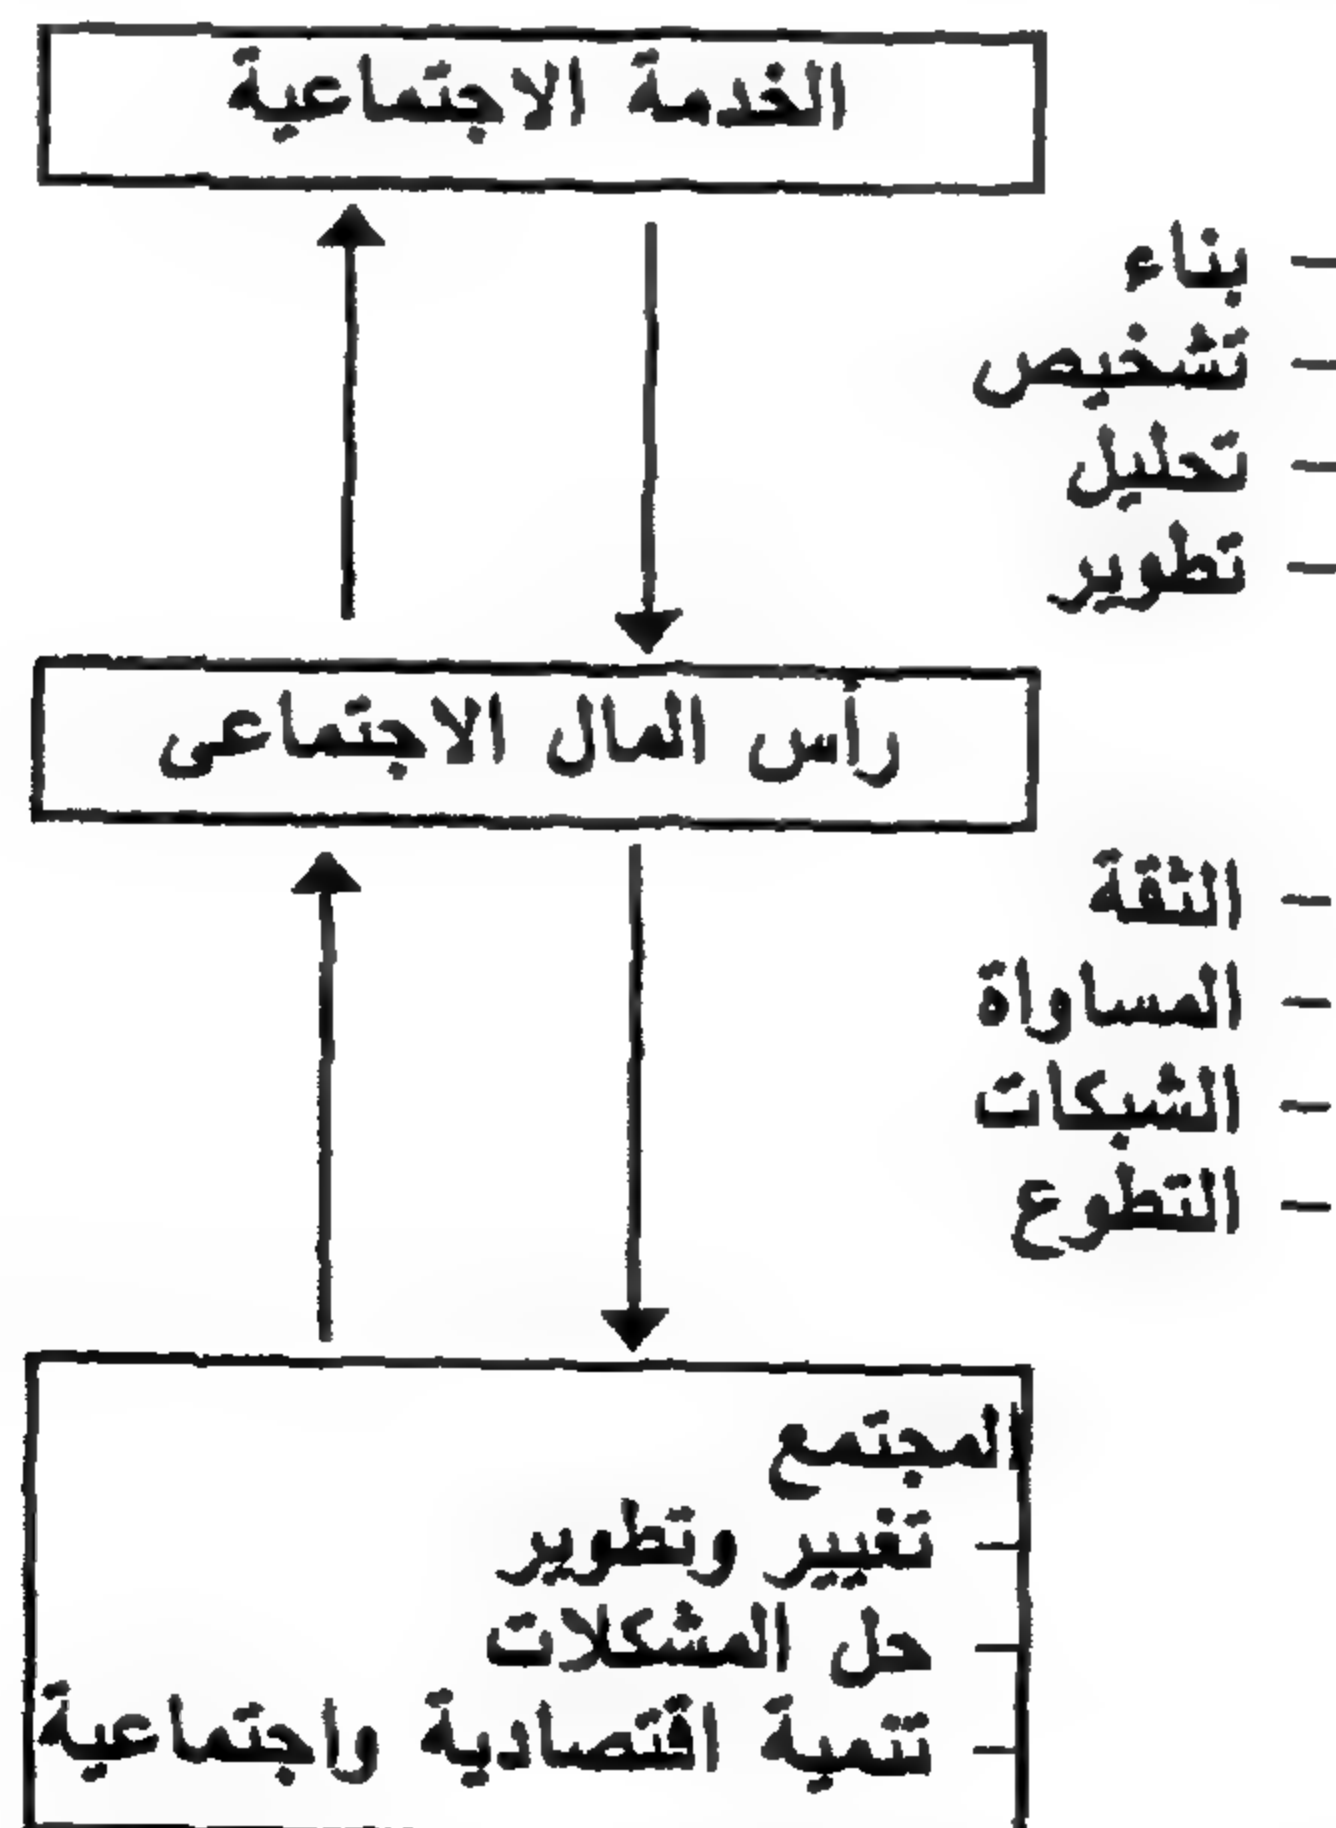 الخدمة الاجتماعية
– بناء
– تشخيص
– تحليل
– تطوير
رأس المال الاجتماعى
– الثقة
– المساواة
– الشبكات
– التطوع
المجتمع
– تغيير وتطوير
– حل المشكلات
– تنمية اقتصادية واجتماعية